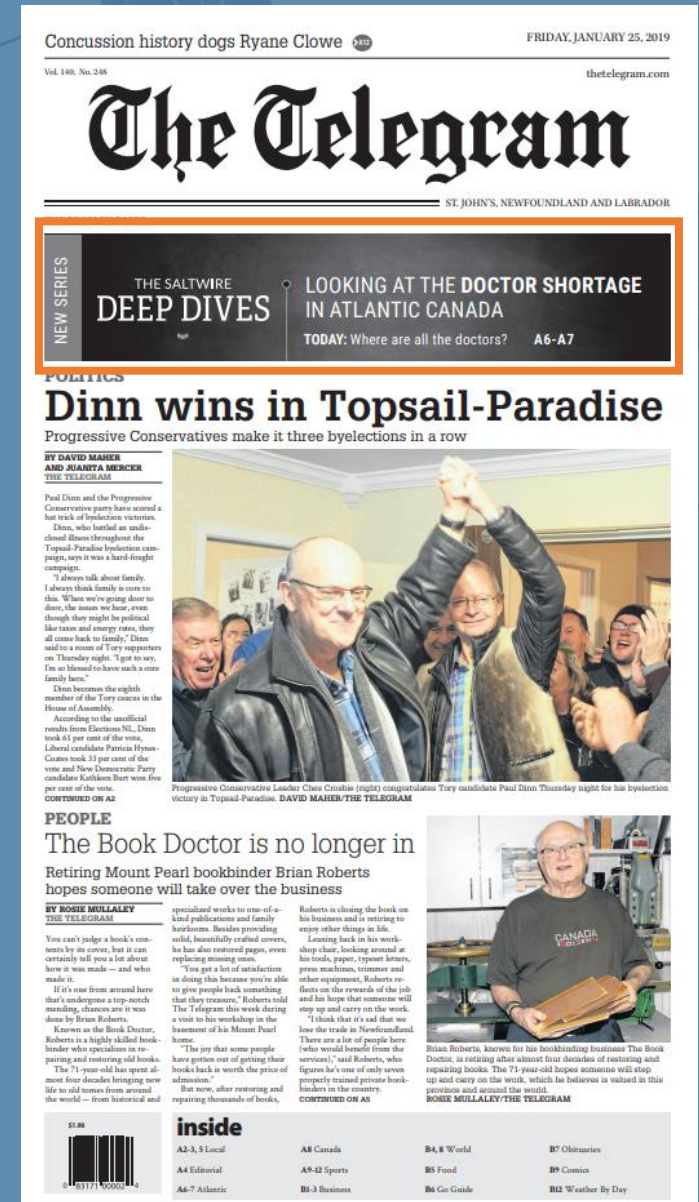 Concussion history dogs Ryane Clowe A12
FRIDAY, JANUARY 25, 2019
Vol. 140, No. 248
thetelegram.com
The Telegram
ST. JOHN'S, NEWFOUNDLAND AND LABRADOR
NEW SERIES
THE SALTWIRE
DEEP DIVES
LOOKING AT THE DOCTOR SHORTAGE
IN ATLANTIC CANADA
TODAY: Where are all the doctors? A6-A7
POLITICS
Dinn wins in Topsail-Paradise
Progressive Conservatives make it three byelections in a row
BY DAVID MAHER
AND JUANITA MERCER
THE TELEGRAM
Paul Dinn and the Progressive
Conservative party have scored a
hat trick of byelection victories.
Dinn, who battled an undis-
closed illness throughout the
Topsail-Paradise byelection cam-
paign, says it was a hard-fought
campaign.
"I always talk about family.
I always think family is core to
this. When we're going door to
door, the issues we hear, even
though they might be political
like taxes and energy rates, they
all come back to family," Dinn
said to a room of Tory supporters
on Thursday night. "I got to say,
I'm so blessed to have such a core
family here."
Dinn becomes the eighth
member of the Tory caucus in the
House of Assembly.
According to the unofficial
results from Elections NL, Dinn
took 61 per cent of the vote,
Liberal candidate Patricia Hynes-
Coates took 33 per cent of the
vote and New Democratic Party
candidate Kathleen Burt won five
per cent of the vote.
CONTINUED ON A2
Progressive Conservative Leader Ches Crosbie (right) congratulates Tory candidate Paul Dinn Thursday night for his byelection
victory in Topsail-Paradise. DAVID MAHER/THE TELEGRAM
PEOPLE
The Book Doctor is no longer in
Retiring Mount Pearl bookbinder Brian Roberts
hopes someone will take over the business
BY ROSIE MULLALEY
THE TELEGRAM
You can't judge a book's con-
tents by its cover, but it can
certainly tell you a lot about
how it was made — and who
made it.
If it's one from around here
that's undergone a top-notch
mending, chances are it was
done by Brian Roberts.
Known as the Book Doctor,
Roberts is a highly skilled book-
binder who specializes in re-
pairing and restoring old books.
The 71-year-old has spent al-
most four decades bringing new
life to old tomes from around
the world — from historical and
specialized works to one-of-a-
kind publications and family
heirlooms. Besides providing
solid, beautifully crafted covers,
he has also restored pages, even
replacing missing ones.
"You get a lot of satisfaction
in doing this because you're able
to give people back something
that they treasure," Roberts told
The Telegram this week during
a visit to his workshop in the
basement of his Mount Pearl
home.
"The joy that some people
have gotten out of getting their
books back is worth the price of
admission."
But now, after restoring and
repairing thousands of books,
Roberts is closing the book on
his business and is retiring to
enjoy other things in life.
Leaning back in his work-
shop chair, looking around at
his tools, paper, typeset letters,
press machines, trimmer and
other equipment, Roberts re-
flects on the rewards of the job
and his hope that someone will
step up and carry on the work.
"I think that it's sad that we
lose the trade in Newfoundland.
There are a lot of people here
(who would benefit from the
services)," said Roberts, who
figures he's one of only seven
properly trained private book-
binders in the country.
CONTINUED ON A5
CANADA
Brian Roberts, known for his bookbinding business The Book
Doctor, is retiring after almost four decades of restoring and
repairing books. The 71-year-old hopes someone will step
up and carry on the work, which he believes is valued in this
province and around the world.
ROSIE MULLALEY/THE TELEGRAM
$1.90
0 83171 00002 4
inside
A2-3, 5 Local
A4 Editorial
A6-7 Atlantic
A8 Canada
A9-12 Sports
B1-3 Business
B4, 8 World
B5 Food
B6 Go Guide
B7 Obituaries
B9 Comics
B12 Weather By Day